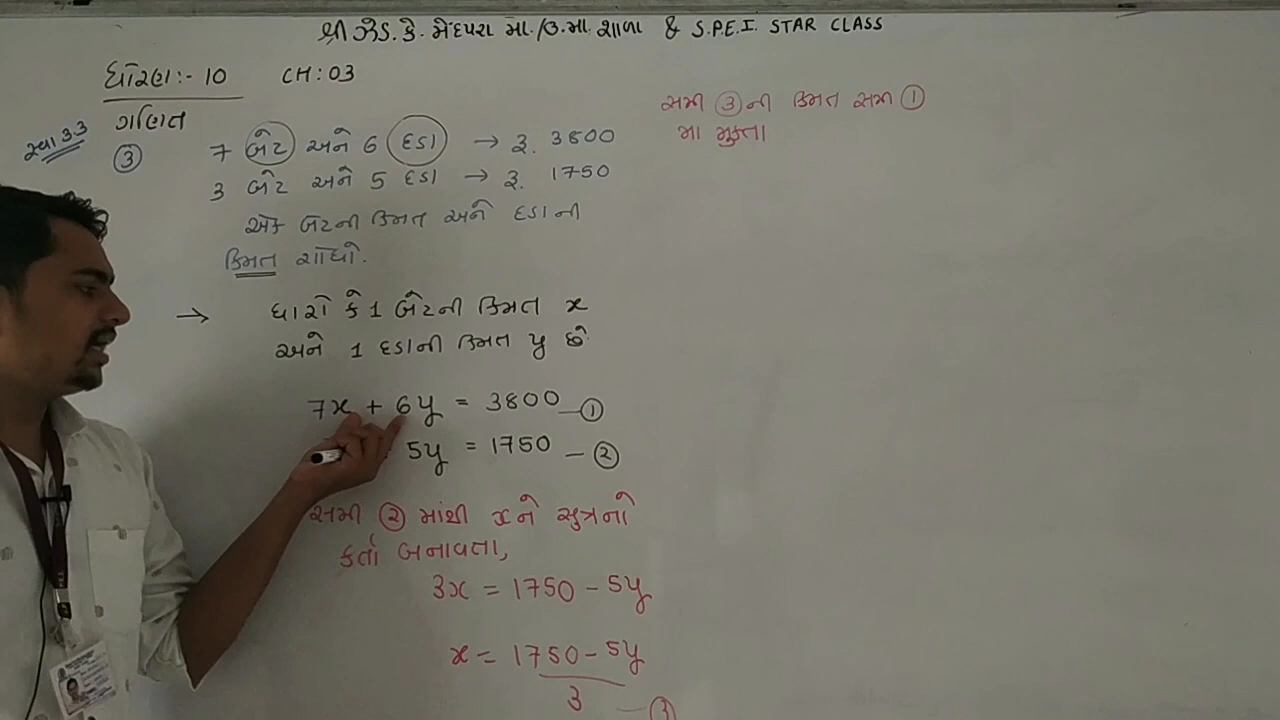 શ્રી ઝેડ.કે. મેંદપરા મા./ઉ.મા. શાળા & S.P.E.I. STAR CLASS
ધોરણ:- 10 CH: 03
ગણિત
સ્વા 3.3
③ 7 બેટ અને 6 દડા → રૂ. 3800
3 બેટ અને 5 દડા → રૂ. 1750
એક બેટની કિંમત અને દડાની
કિંમત શોધો.
→ ધારો કે 1 બેટની કિંમત x
અને 1 દડાની કિંમત y છે
7x + 6y = 3800 — ①
5y = 1750 — ②
સમી ② માંથી x ને સુત્રનો
કર્તા બનાવતા,
3x = 1750 - 5y
x = 1750 - 5y
3 — ③
સમી ③ ની કિંમત સમી ①
મા મુકતા